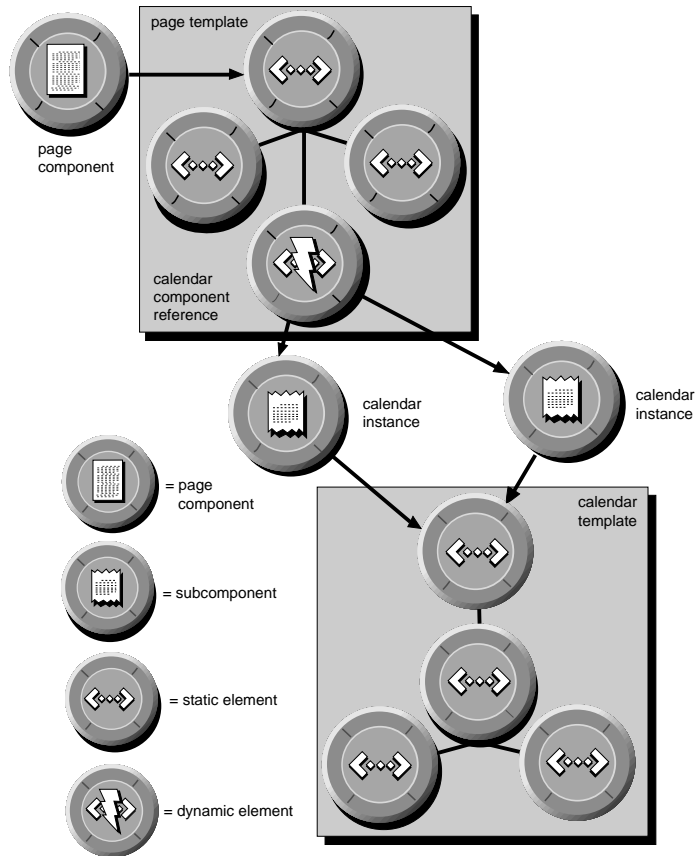 page template
page
component
calendar
component
reference
calendar
instance
calendar
instance
calendar
template
= page
component
= subcomponent
= static element
= dynamic element